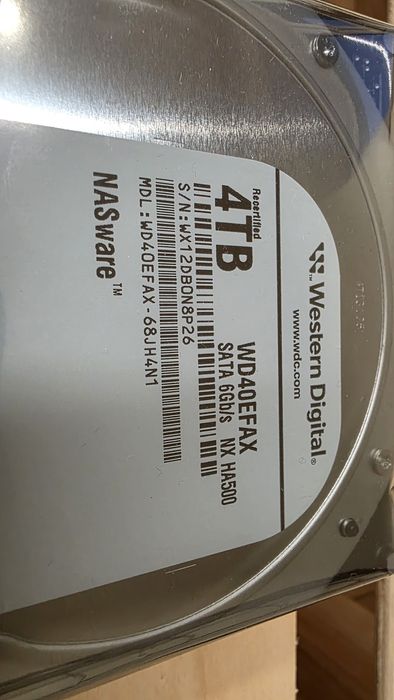 Western Digital®
www.wdc.com
Recertified
4TB
WD40EFAX
SATA 6Gb/s NX HA500
S/N:WX12DB0N8P26
MDL:WD40EFAX-68JH4N1
NASware™